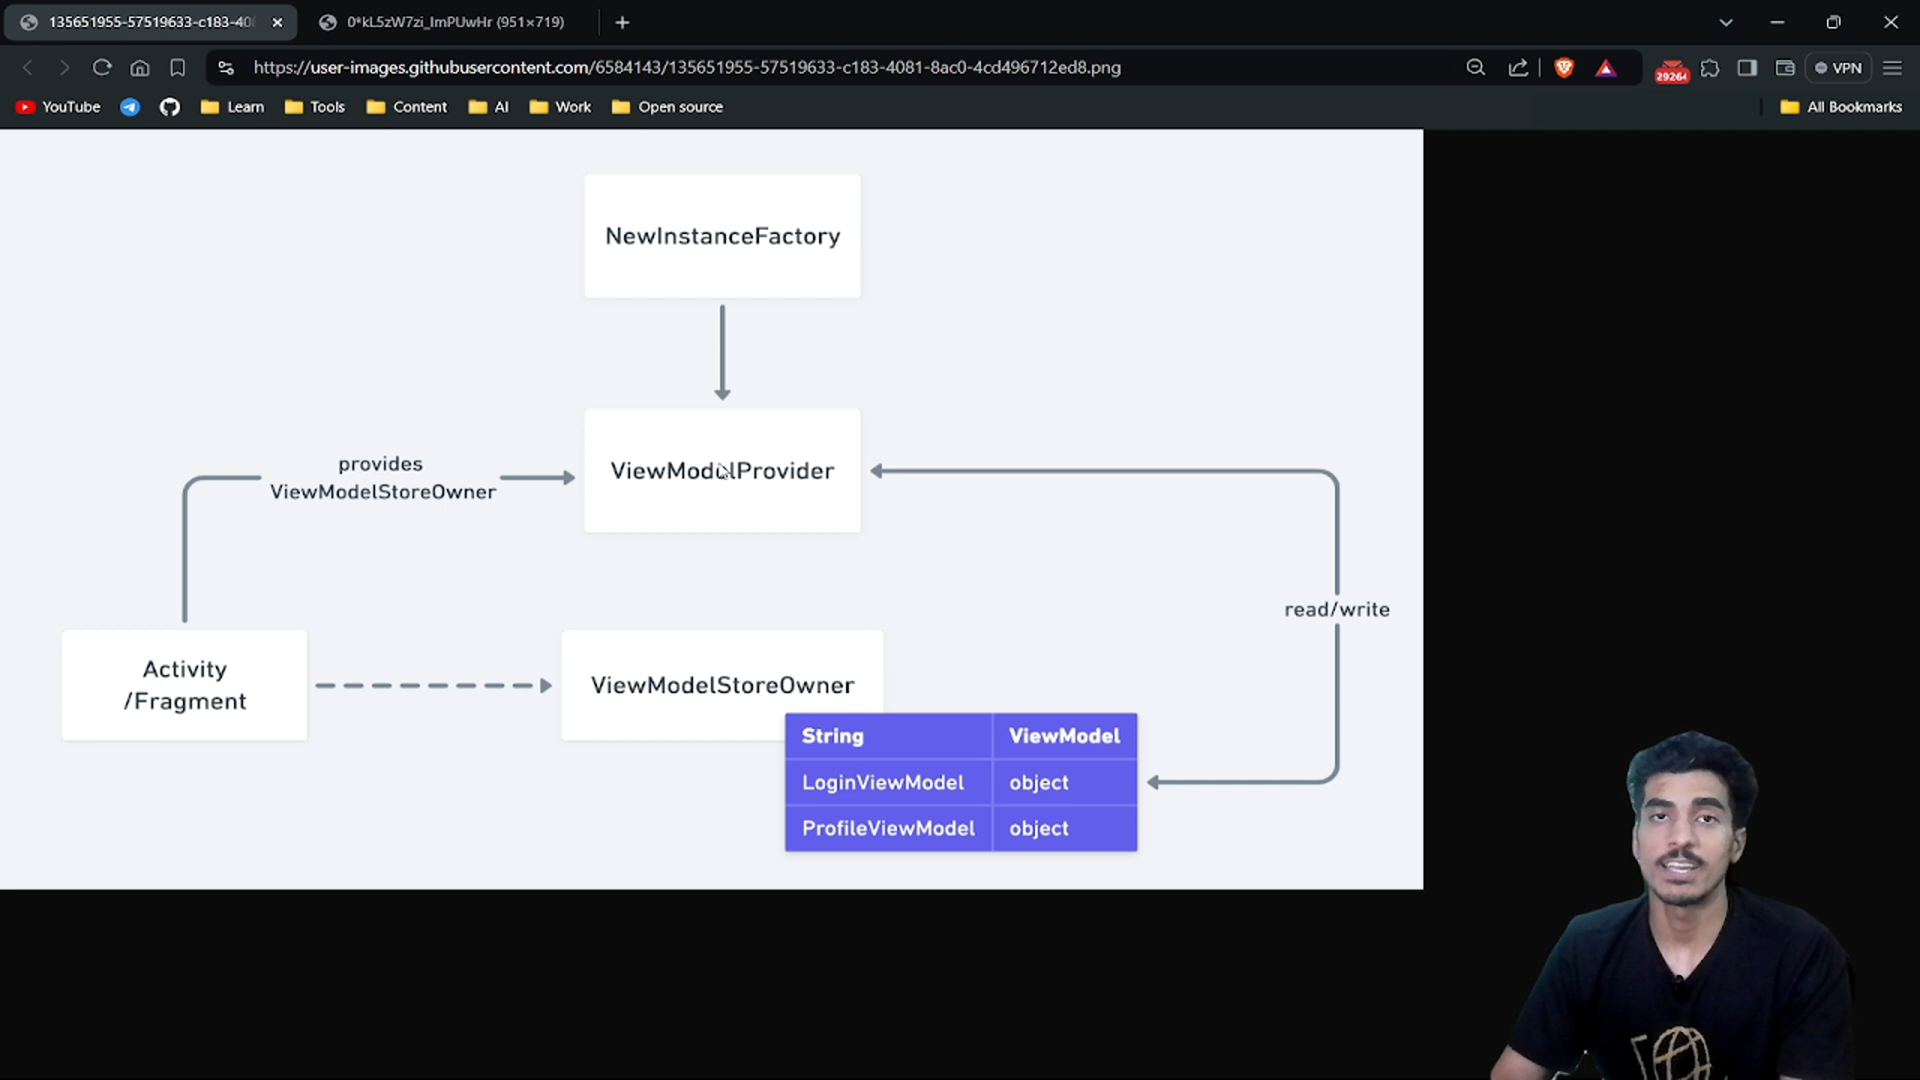 135651955-57519633-c183-408
0*kL5zW7zi_ImPUwHr (951×719)
https://user-images.githubusercontent.com/6584143/135651955-57519633-c183-4081-8ac0-4cd496712ed8.png
29264
VPN
YouTube
Learn
Tools
Content
AI
Work
Open source
All Bookmarks
NewInstanceFactory
provides
ViewModelStoreOwner
ViewModelProvider
read/write
Activity
/Fragment
ViewModelStoreOwner
String
ViewModel
LoginViewModel
object
ProfileViewModel
object